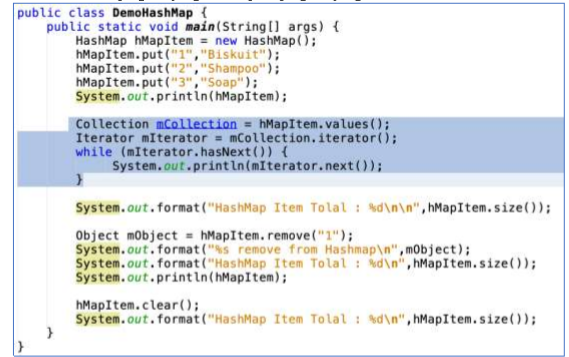 public class DemoHashMap {
public static void main(String[] args) {
HashMap hMapItem = new HashMap();
hMapItem.put("1","Biskuit");
hMapItem.put("2","Shampoo");
hMapItem.put("3","Soap");
System.out.println(hMapItem);
Collection mCollection = hMapItem.values();
Iterator mIterator = mCollection.iterator();
while (mIterator.hasNext()) {
System.out.println(mIterator.next());
}
System.out.format("HashMap Item Tolal : %d\n\n",hMapItem.size());
Object mObject = hMapItem.remove("1");
System.out.format("%s remove from Hashmap\n",mObject);
System.out.format("HashMap Item Tolal : %d\n",hMapItem.size());
System.out.println(hMapItem);
hMapItem.clear();
System.out.format("HashMap Item Tolal : %d\n",hMapItem.size());
}
}